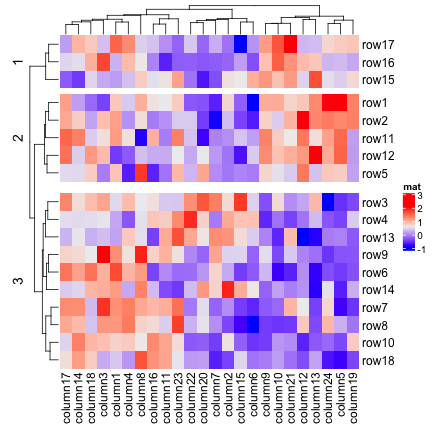 1
row17
row16
row15
2
row1
row2
row11
row12
row5
3
row3
row4
row13
row9
row6
row14
row7
row8
row10
row18
mat
3
2
1
0
-1
column17
column14
column18
column3
column1
column4
column8
column16
column11
column23
column22
column20
column7
column2
column15
column6
column9
column10
column21
column12
column13
column24
column5
column19